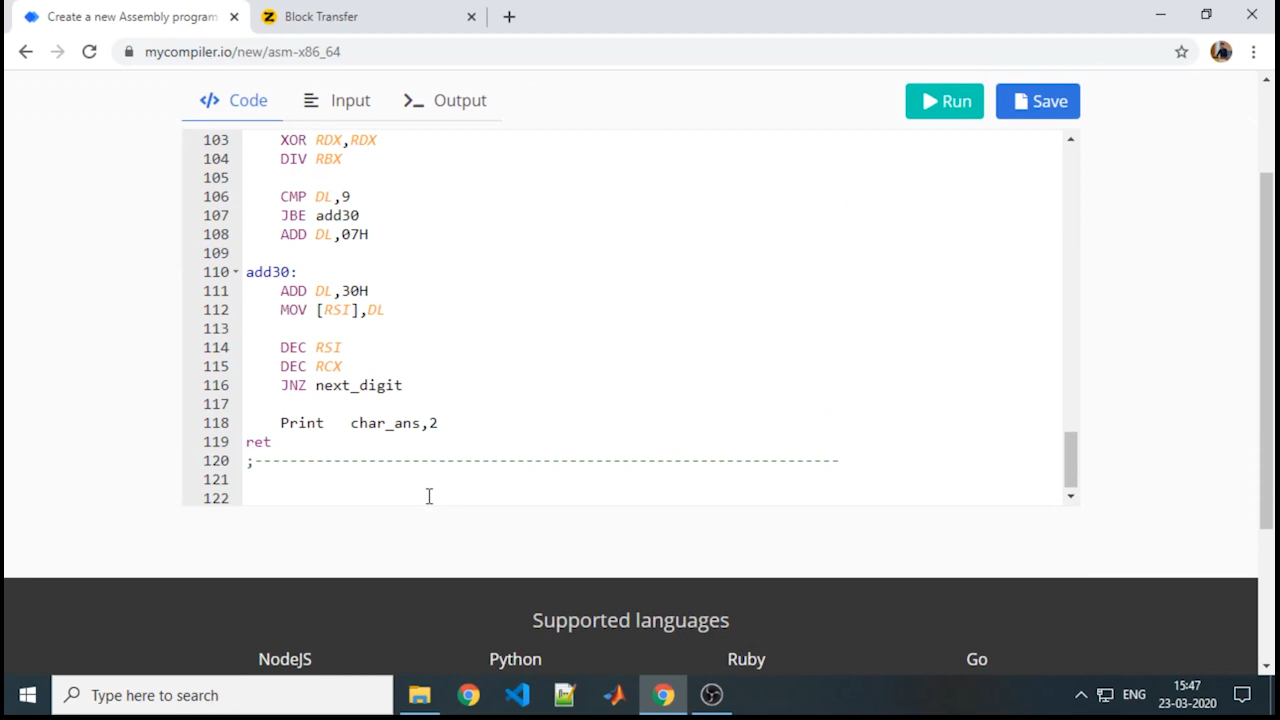 Create a new Assembly program
Block Transfer
mycompiler.io/new/asm-x86_64
Code
Input
Output
Run
Save
103 XOR RDX,RDX
104 DIV RBX
105
106 CMP DL,9
107 JBE add30
108 ADD DL,07H
109
110 add30:
111 ADD DL,30H
112 MOV [RSI],DL
113
114 DEC RSI
115 DEC RCX
116 JNZ next_digit
117
118 Print char_ans,2
119 ret
120 ;--------------------------------------------------------------------
121
122
Supported languages
NodeJS
Python
Ruby
Go
Type here to search
ENG
15:47
23-03-2020